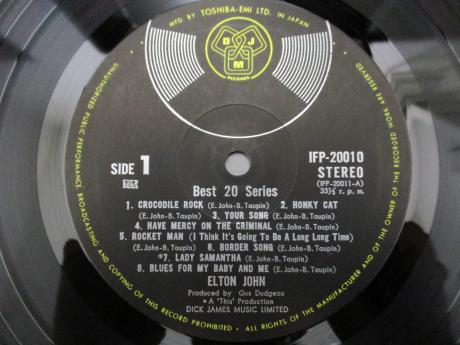 MFD. BY TOSHIBA-EMI LTD. IN JAPAN
DJM
RECORDS
UNAUTHORIZED PUBLIC PERFORMANCE, BROADCASTING AND COPYING OF THIS RECORD PROHIBITED • ALL RIGHTS OF THE MANUFACTURER AND OF THE OWNER OF THE RECORDED WORK ARE RESERVED
SIDE 1
IFP-20010
STEREO
(IFP-20011-A)
33⅓ r. p. m.
Best 20 Series
1. CROCODILE ROCK (E. John-B. Taupin) 2. HONKY CAT
(E. John-B. Taupin) 3. YOUR SONG (E. John-B. Taupin)
4. HAVE MERCY ON THE CRIMINAL (E. John-B. Taupin)
5. ROCKET MAN (I Think It's Going To Be A Long Long Time)
(E. John-B. Taupin) 6. BORDER SONG (E. John-B. Taupin)
*7. LADY SAMANTHA (E. John-B. Taupin)
8. BLUES FOR MY BABY AND ME (E. John-B. Taupin)
ELTON JOHN
Produced by Gus Dudgeon
*A 'This' Production
DICK JAMES MUSIC LIMITED